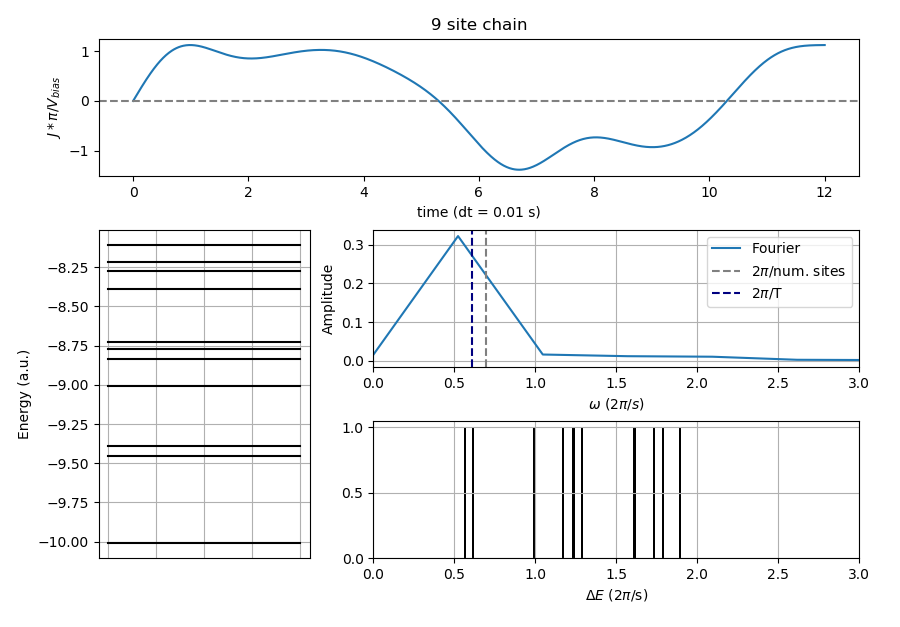 9 site chain
J * π/V_bias
1
0
−1
0 2 4 6 8 10 12
time (dt = 0.01 s)
Energy (a.u.)
−8.25
−8.50
−8.75
−9.00
−9.25
−9.50
−9.75
−10.00
Amplitude
0.3
0.2
0.1
0.0
Fourier
2π/num. sites
2π/T
0.0 0.5 1.0 1.5 2.0 2.5 3.0
ω (2π/s)
1.0
0.5
0.0
0.0 0.5 1.0 1.5 2.0 2.5 3.0
ΔE (2π/s)